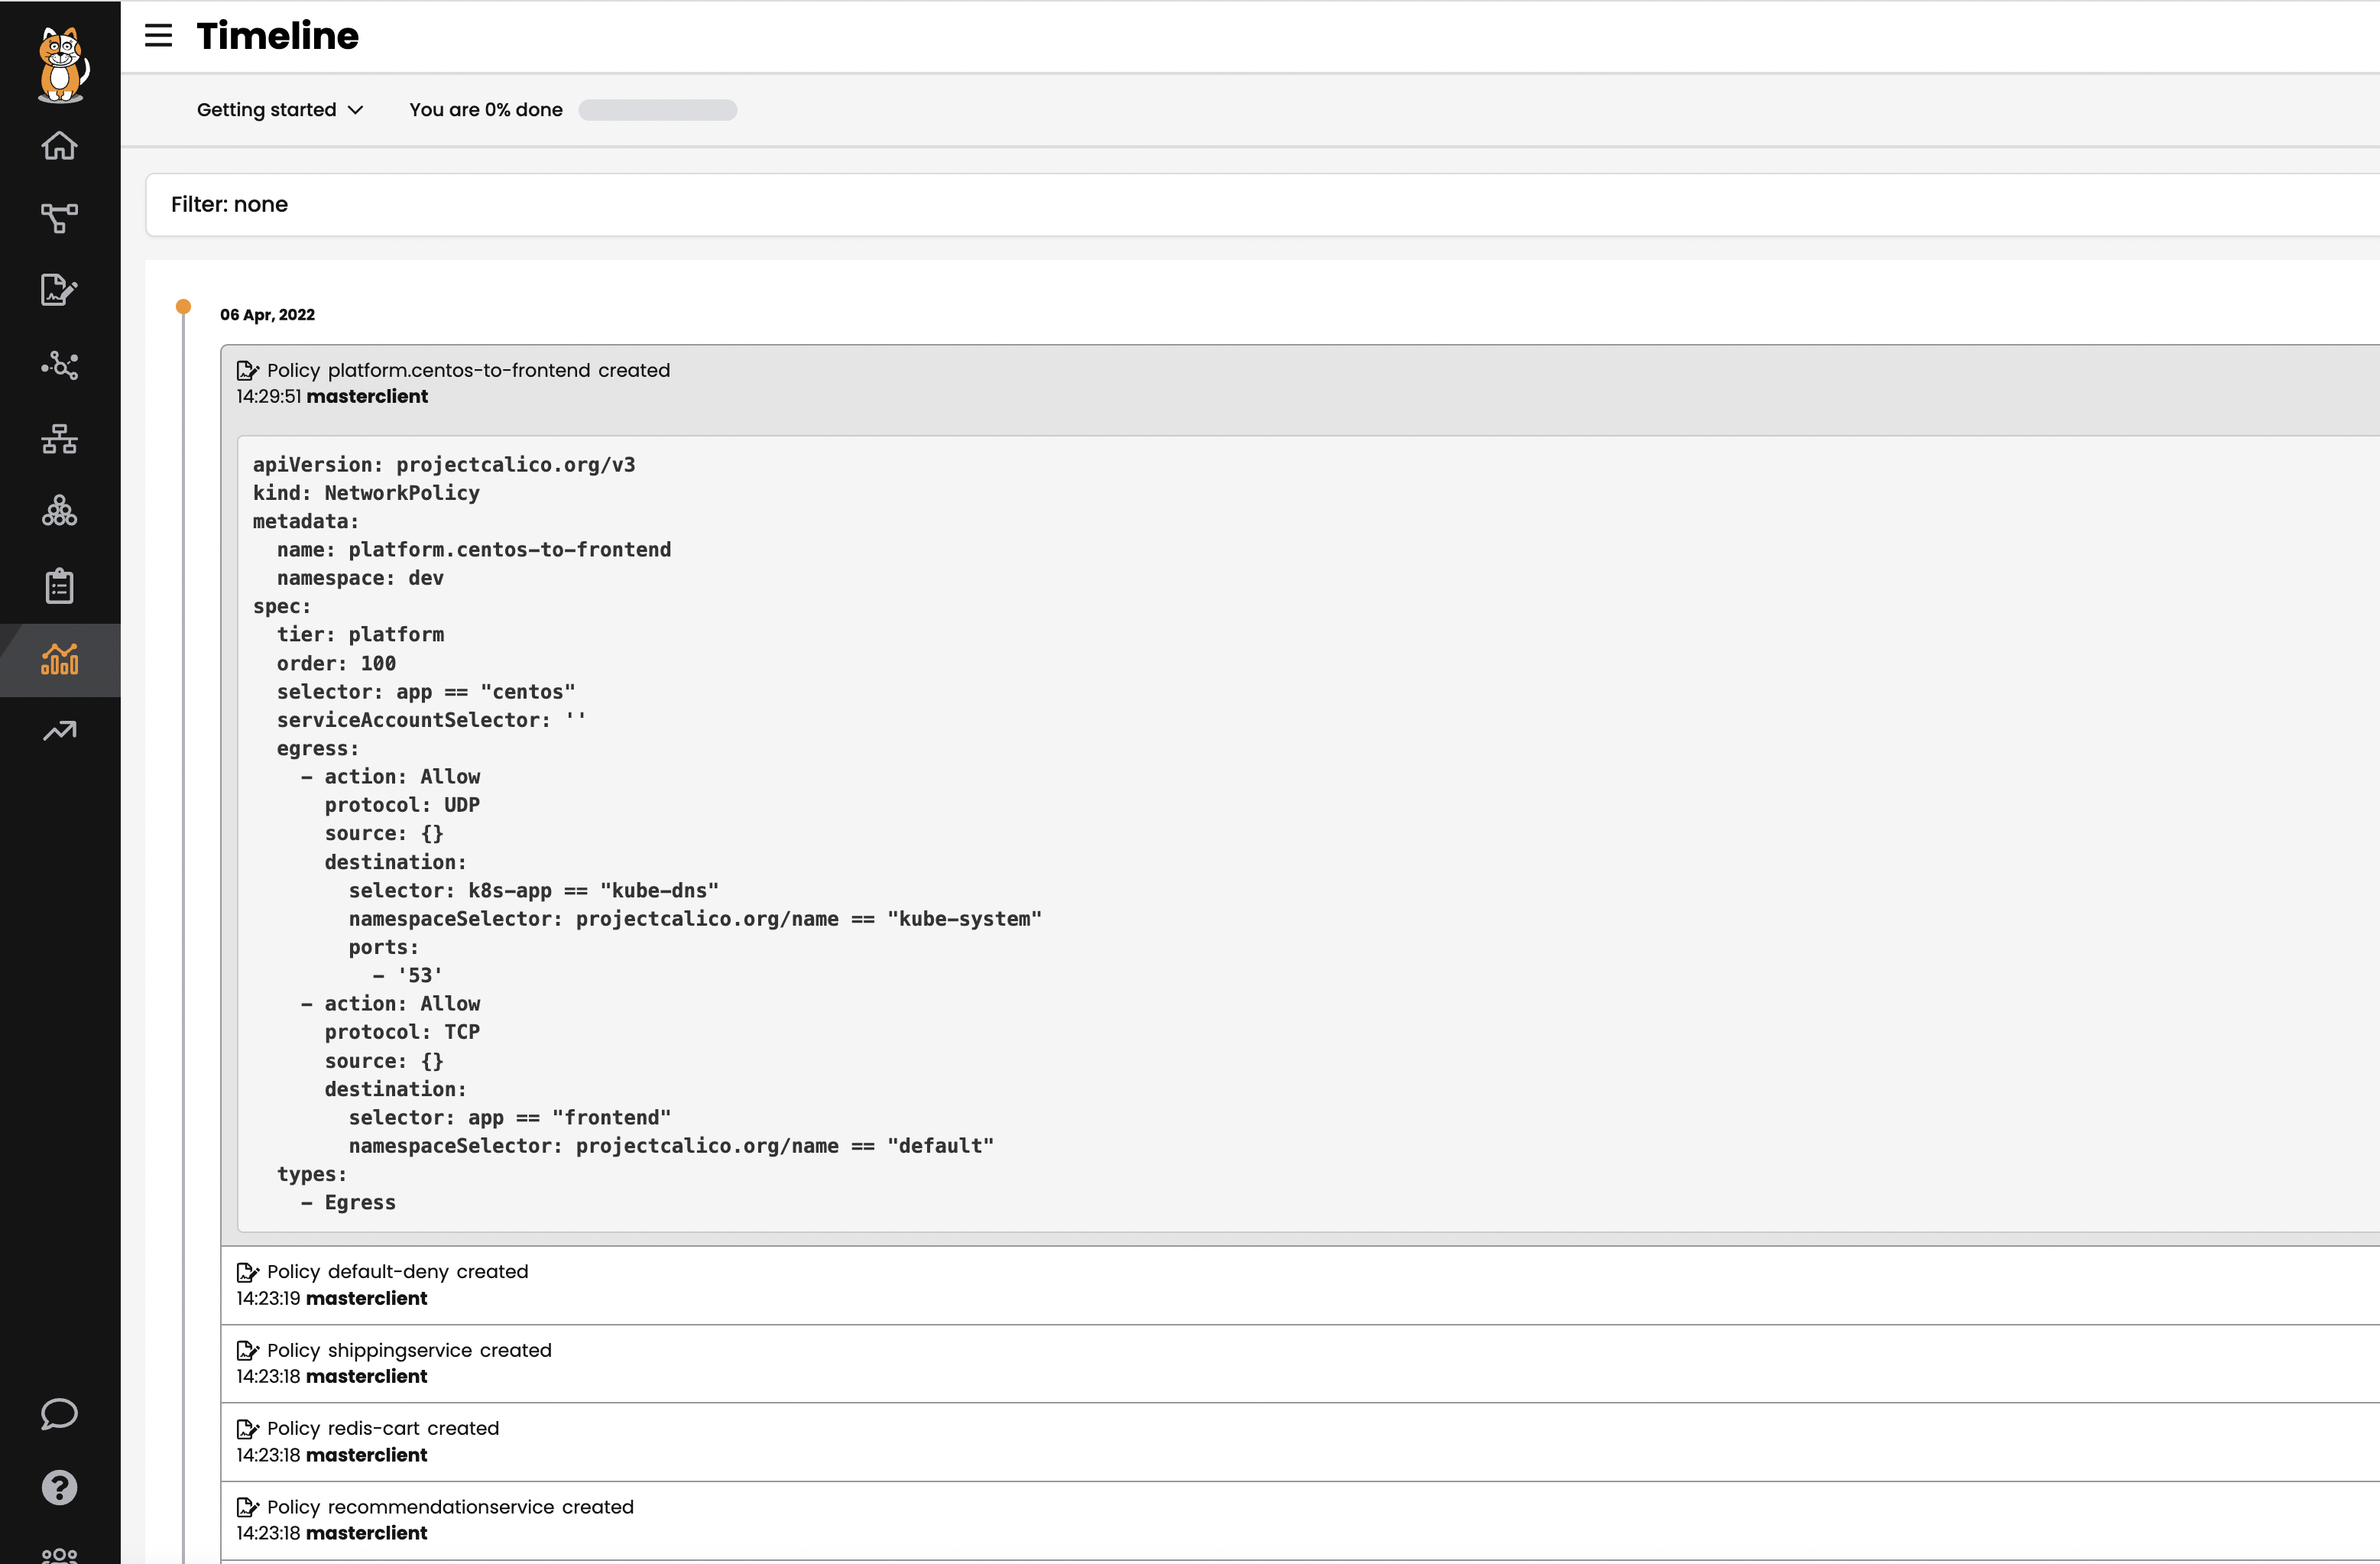 Timeline
Getting started
You are 0% done
Filter: none
06 Apr, 2022
Policy platform.centos-to-frontend created
14:29:51 masterclient
apiVersion: projectcalico.org/v3
kind: NetworkPolicy
metadata:
  name: platform.centos-to-frontend
  namespace: dev
spec:
  tier: platform
  order: 100
  selector: app == "centos"
  serviceAccountSelector: ''
  egress:
    - action: Allow
      protocol: UDP
      source: {}
      destination:
        selector: k8s-app == "kube-dns"
        namespaceSelector: projectcalico.org/name == "kube-system"
        ports:
          - '53'
    - action: Allow
      protocol: TCP
      source: {}
      destination:
        selector: app == "frontend"
        namespaceSelector: projectcalico.org/name == "default"
  types:
    - Egress
Policy default-deny created
14:23:19 masterclient
Policy shippingservice created
14:23:18 masterclient
Policy redis-cart created
14:23:18 masterclient
Policy recommendationservice created
14:23:18 masterclient